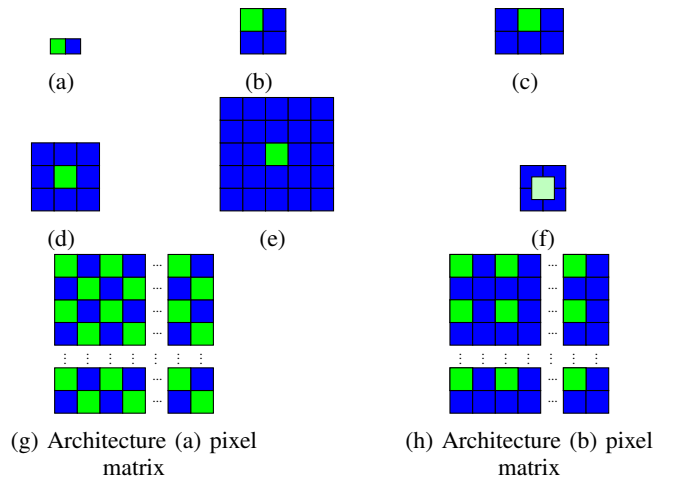 (a)
(b)
(c)
(d)
(e)
(f)
...
...
...
...
...
...
...
...
⋮ ⋮ ⋮ ⋮ ⋮ ⋮ ⋮
⋮ ⋮ ⋮ ⋮ ⋮ ⋮ ⋮
...
...
...
...
(g) Architecture (a) pixel
matrix
(h) Architecture (b) pixel
matrix